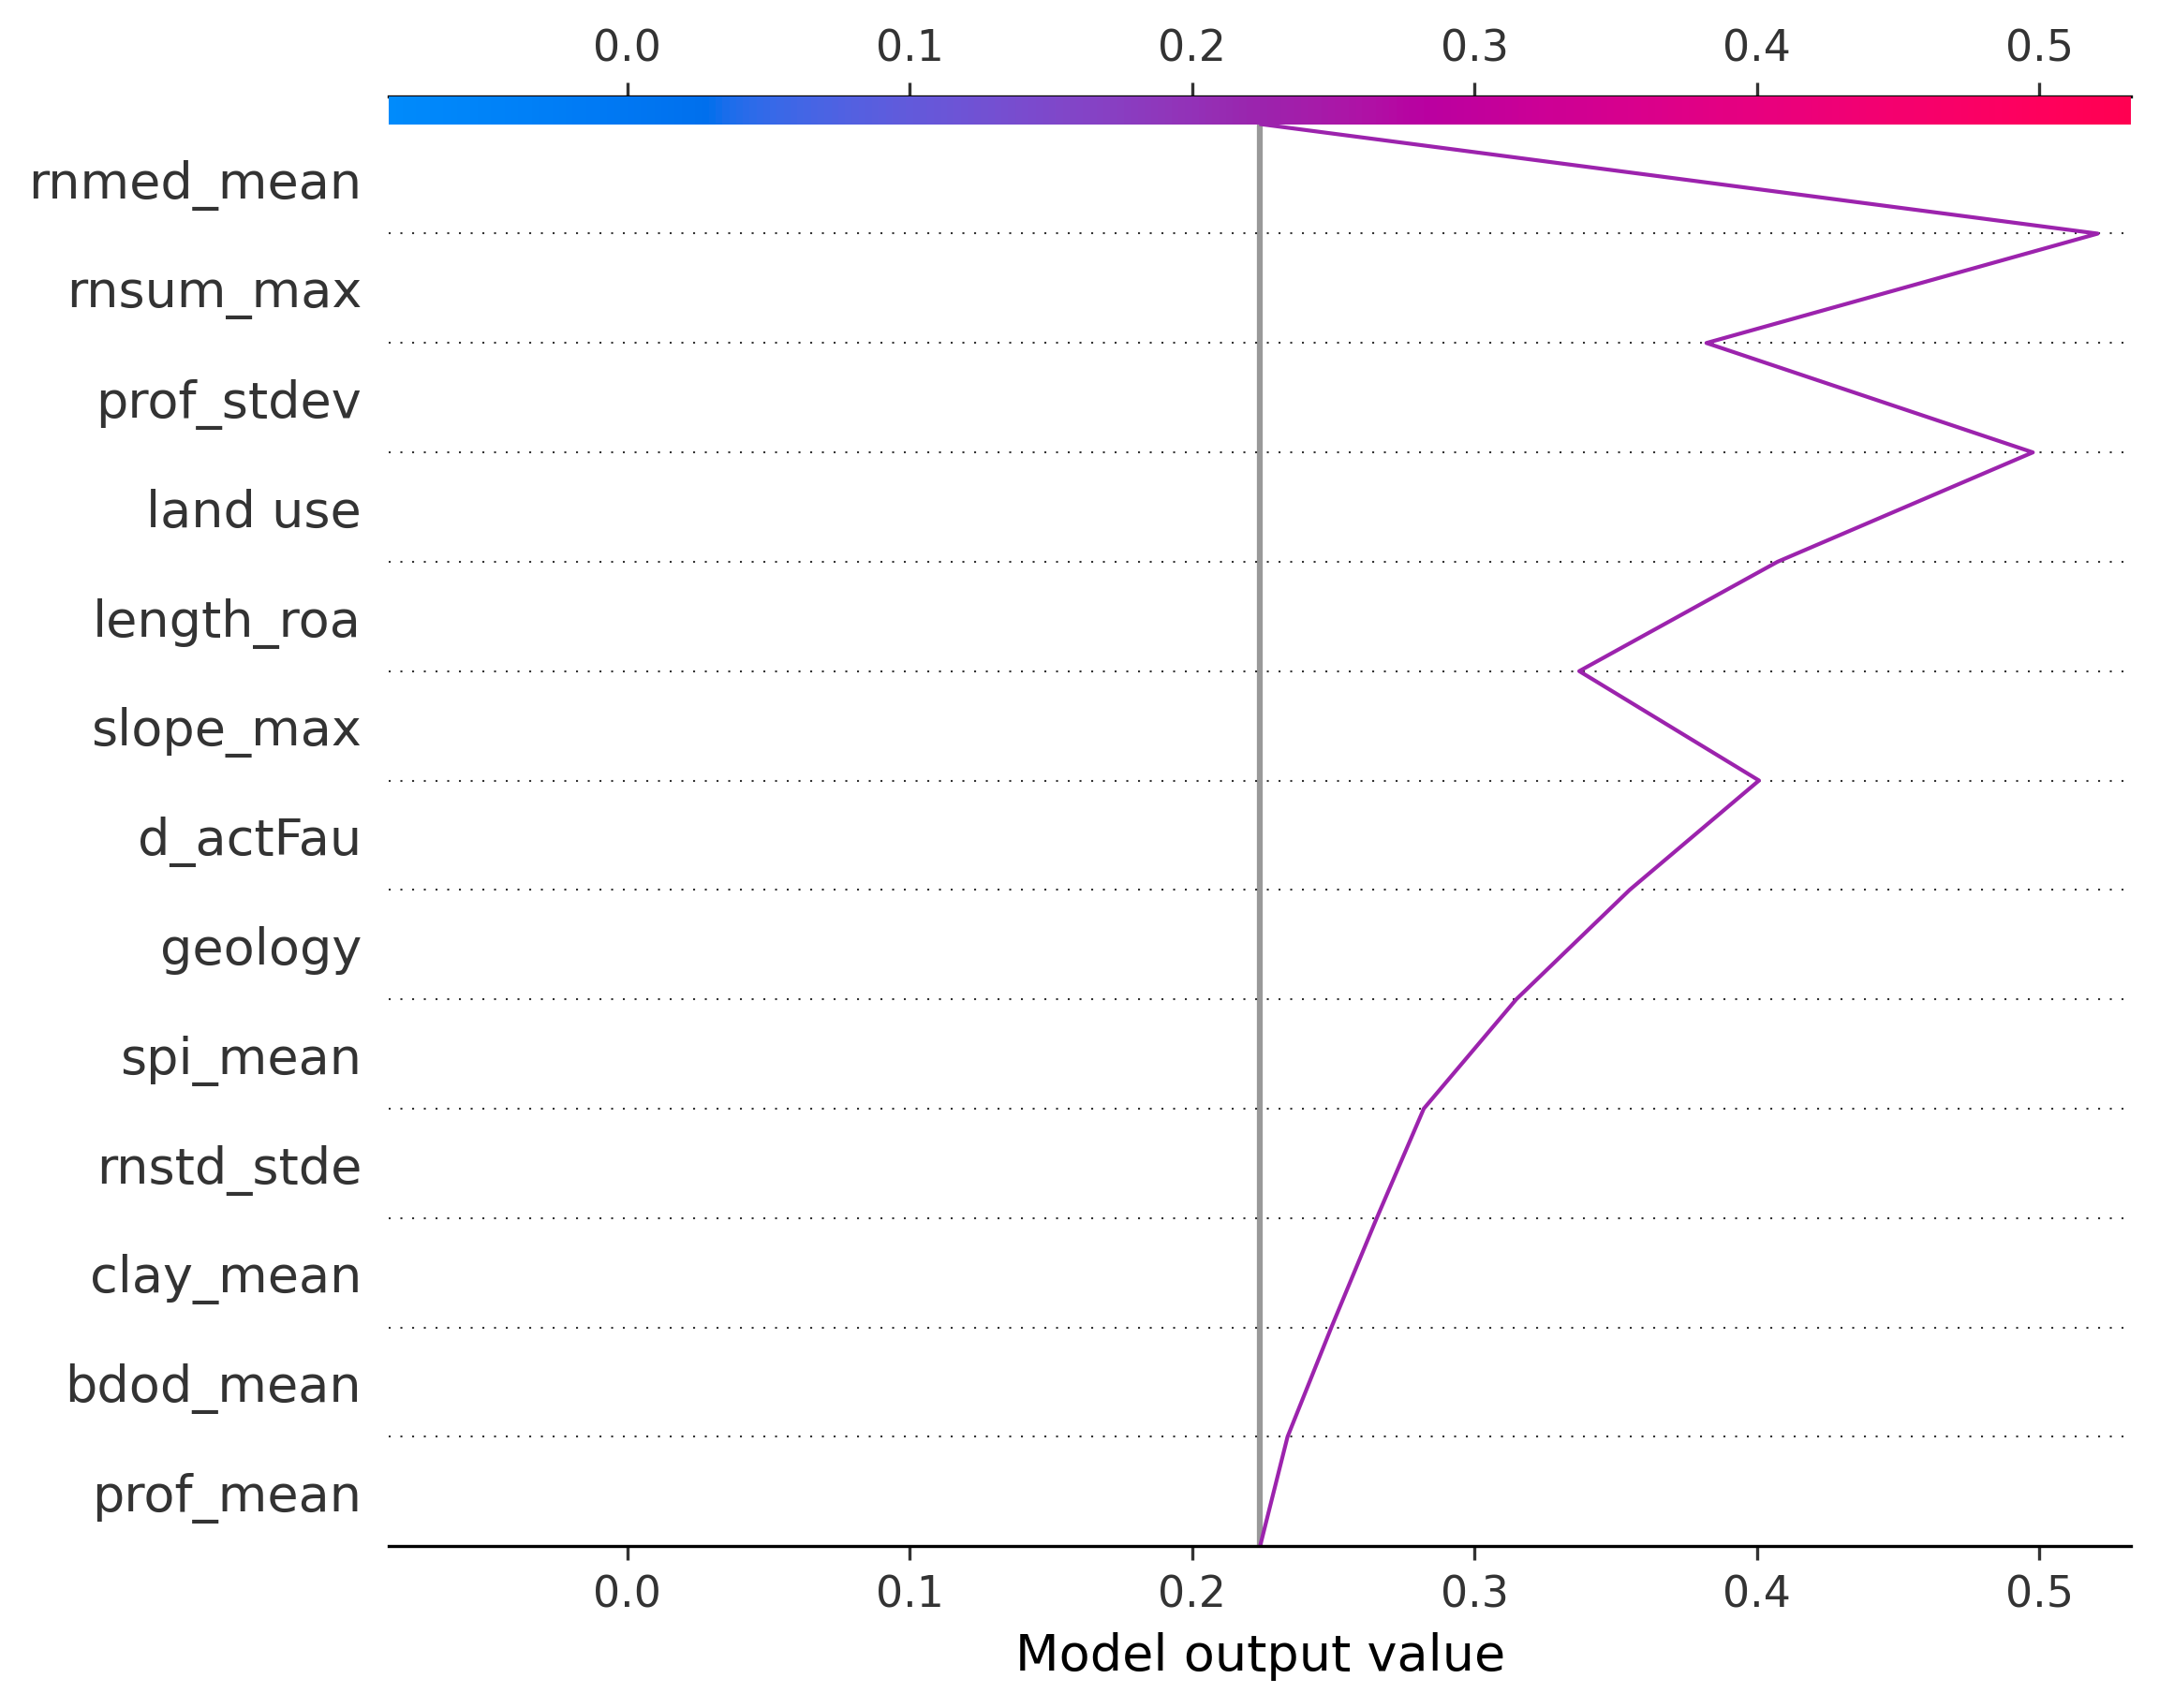 0.0 0.1 0.2 0.3 0.4 0.5
rnmed_mean
rnsum_max
prof_stdev
land use
length_roa
slope_max
d_actFau
geology
spi_mean
rnstd_stde
clay_mean
bdod_mean
prof_mean
0.0 0.1 0.2 0.3 0.4 0.5
Model output value